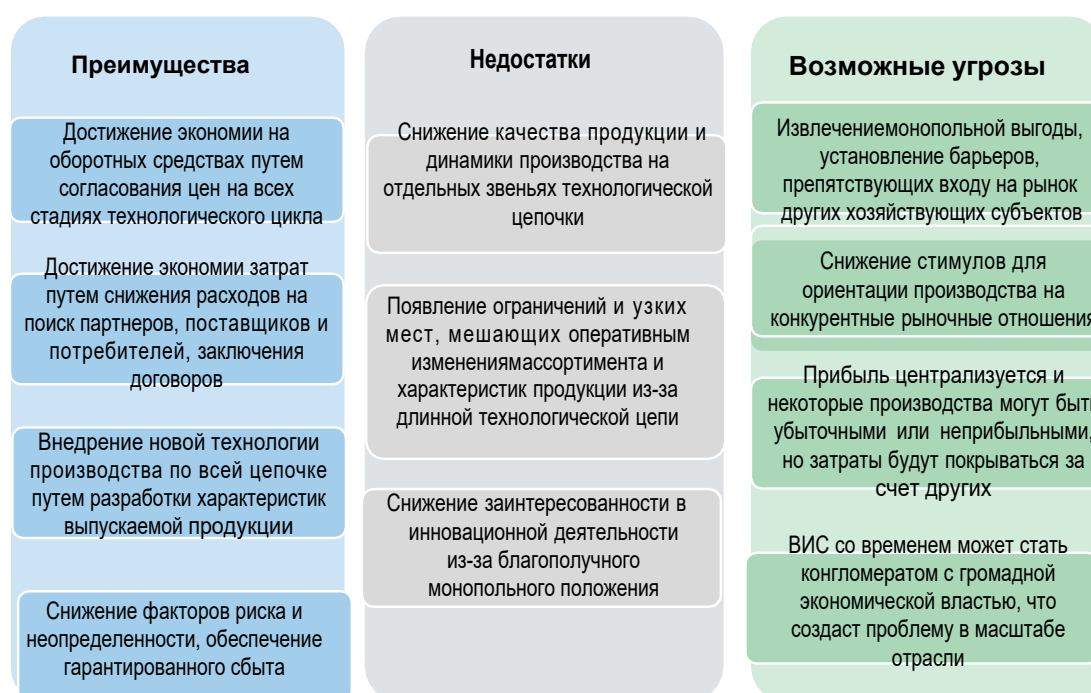 Преимущества
Достижение экономии на
оборотных средствах путем
согласования цен на всех
стадиях технологического цикла
Достижение экономии затрат
путем снижения расходов на
поиск партнеров, поставщиков и
потребителей, заключения
договоров
Внедрение новой технологии
производства по всей цепочке
путем разработки характеристик
выпускаемой продукции
Снижение факторов риска и
неопределенности, обеспечение
гарантированного сбыта
Недостатки
Снижение качества продукции и
динамики производства на
отдельных звеньях технологической
цепочки
Появление ограничений и узких
мест, мешающих оперативным
изменениямассортимента и
характеристик продукции из-за
длинной технологической цепи
Снижение заинтересованности в
инновационной деятельности
из-за благополучного
монопольного положения
Возможные угрозы
Извлечениемонопольной выгоды,
установление барьеров,
препятствующих входу на рынок
других хозяйствующих субъектов
Снижение стимулов для
ориентации производства на
конкурентные рыночные отношения
Прибыль централизуется и
некоторые производства могут быть
убыточными или неприбыльными,
но затраты будут покрываться за
счет других
ВИС со временем может стать
конгломератом с громадной
экономической властью, что
создаст проблему в масштабе
отрасли